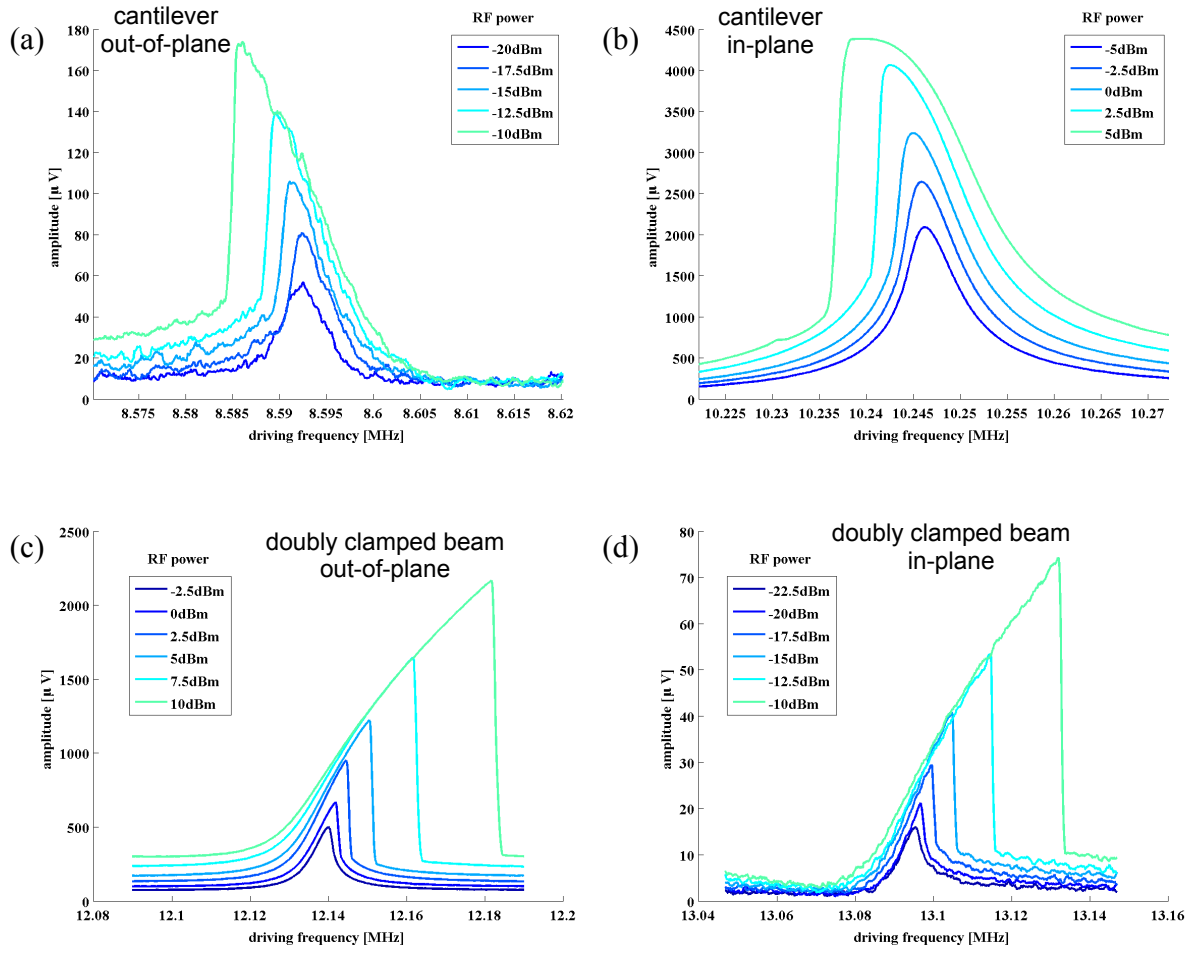 (a)
cantilever
out-of-plane
RF power
-20dBm
-17.5dBm
-15dBm
-12.5dBm
-10dBm
180
160
140
120
100
80
60
40
20
0
amplitude [µ V]
8.575 8.58 8.585 8.59 8.595 8.6 8.605 8.61 8.615 8.62
driving frequency [MHz]
(b)
cantilever
in-plane
RF power
-5dBm
-2.5dBm
0dBm
2.5dBm
5dBm
4500
4000
3500
3000
2500
2000
1500
1000
500
0
amplitude [µ V]
10.225 10.23 10.235 10.24 10.245 10.25 10.255 10.26 10.265 10.27
driving frequency [MHz]
(c)
doubly clamped beam
out-of-plane
RF power
-2.5dBm
0dBm
2.5dBm
5dBm
7.5dBm
10dBm
2500
2000
1500
1000
500
0
amplitude [µ V]
12.08 12.1 12.12 12.14 12.16 12.18 12.2
driving frequency [MHz]
(d)
doubly clamped beam
in-plane
RF power
-22.5dBm
-20dBm
-17.5dBm
-15dBm
-12.5dBm
-10dBm
80
70
60
50
40
30
20
10
0
amplitude [µ V]
13.04 13.06 13.08 13.1 13.12 13.14 13.16
driving frequency [MHz]